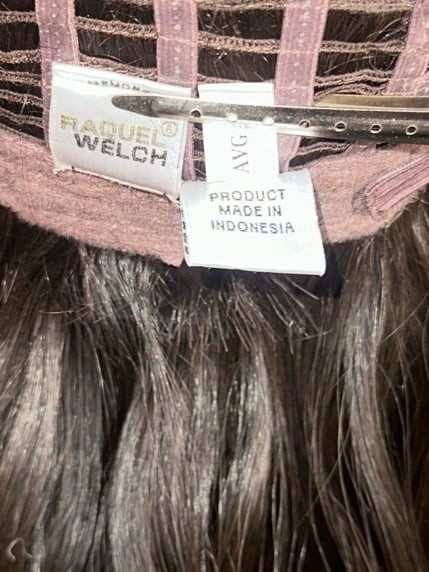 RAQUEL®
WELCH
AVG
PRODUCT
MADE IN
INDONESIA